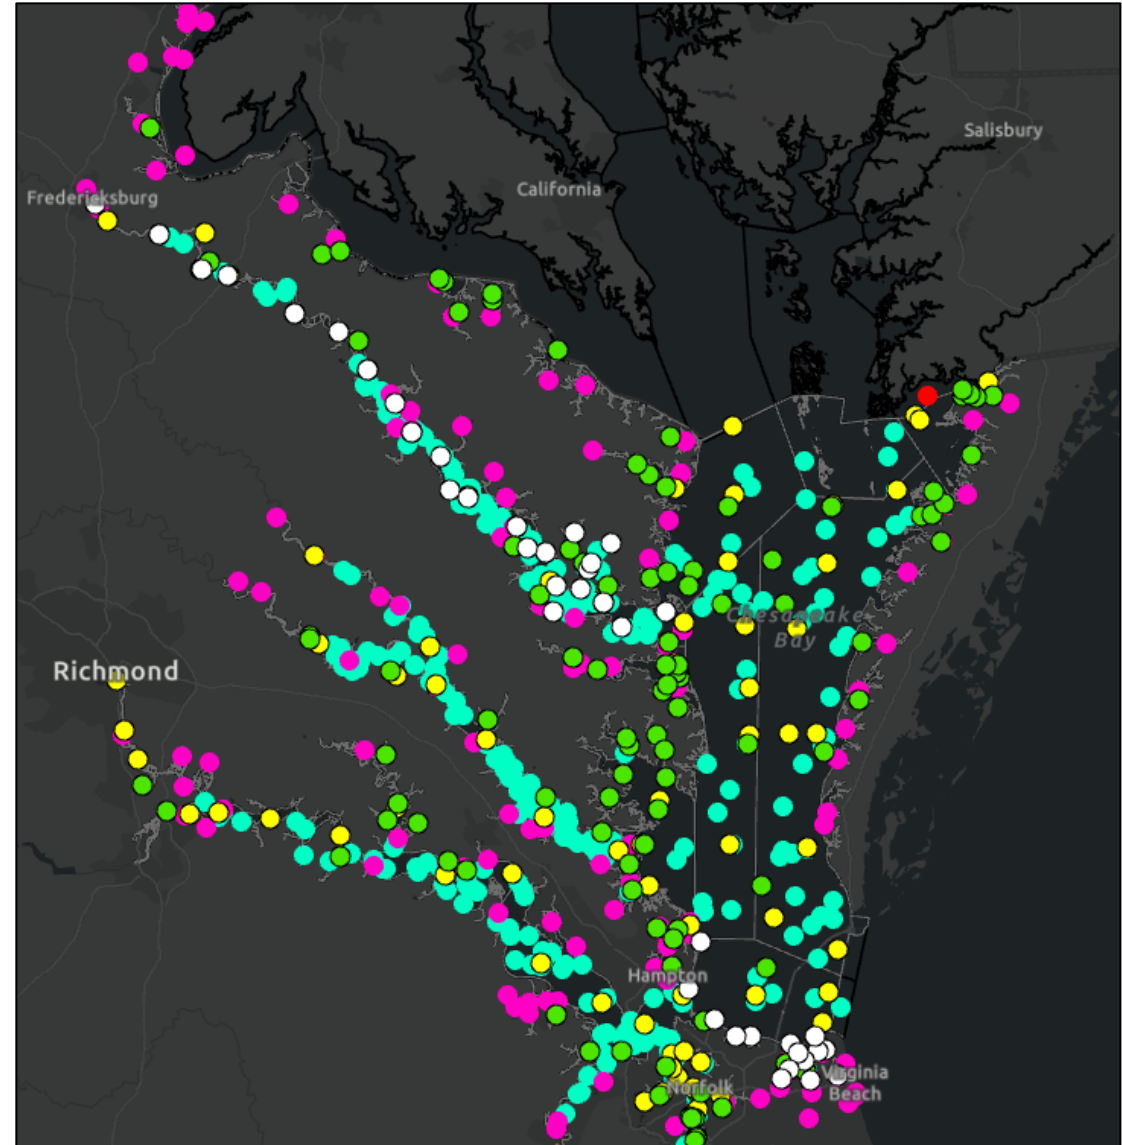 Salisbury
California
Fredericksburg
Chesapeake
Bay
Richmond
Hampton
Virginia
Beach
Norfolk